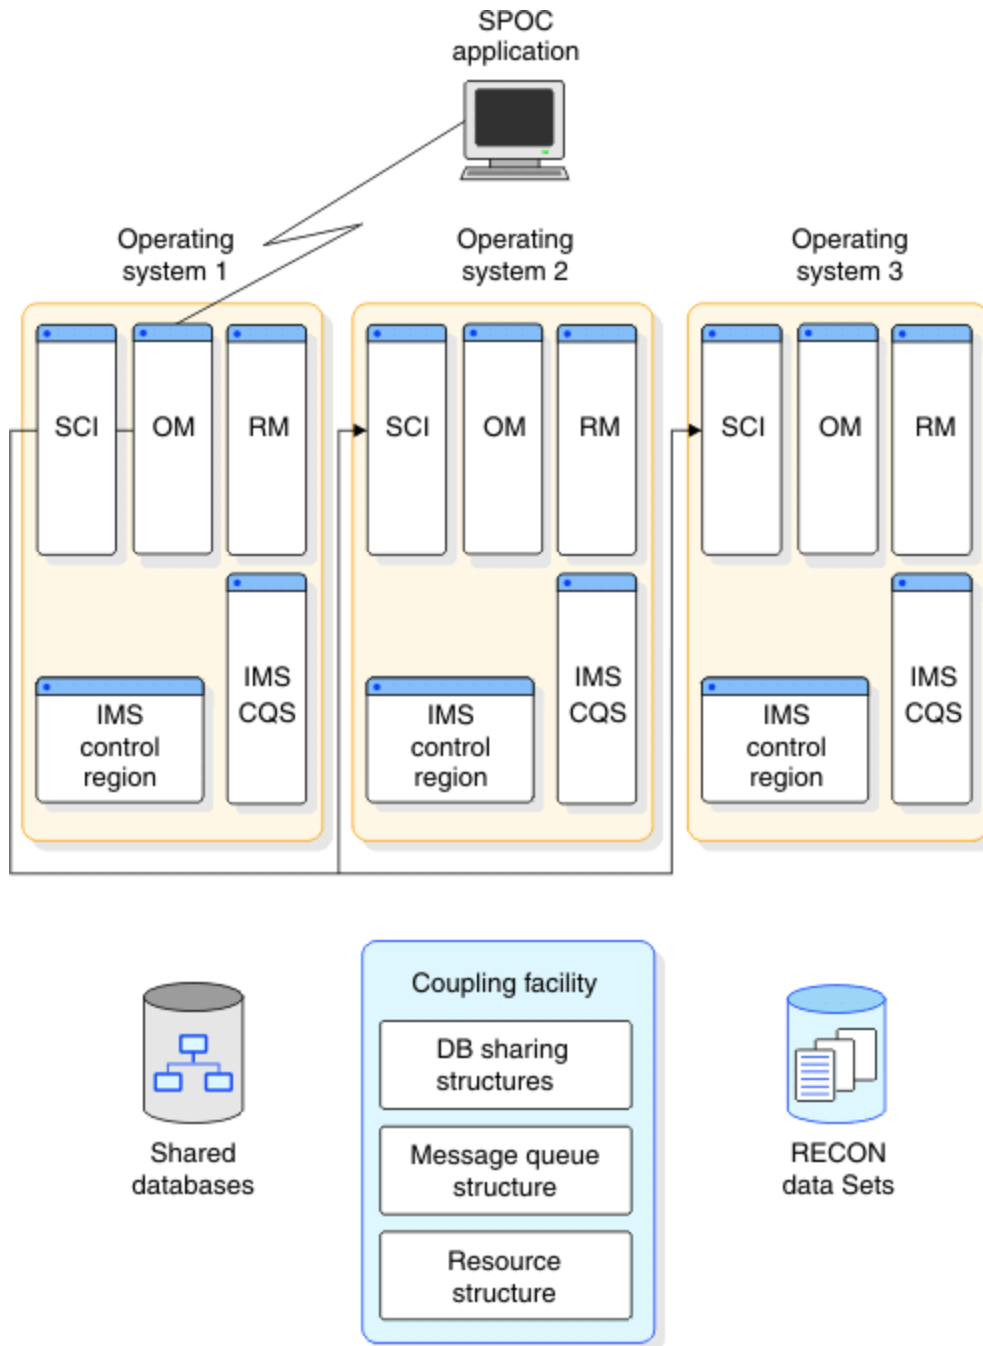 SPOC
application
Operating
system 1
Operating
system 2
Operating
system 3
SCI
OM
RM
SCI
OM
RM
SCI
OM
RM
IMS
CQS
IMS
control
region
IMS
CQS
IMS
control
region
IMS
CQS
IMS
control
region
Coupling facility
DB sharing
structures
Message queue
structure
Resource
structure
Shared
databases
RECON
data Sets